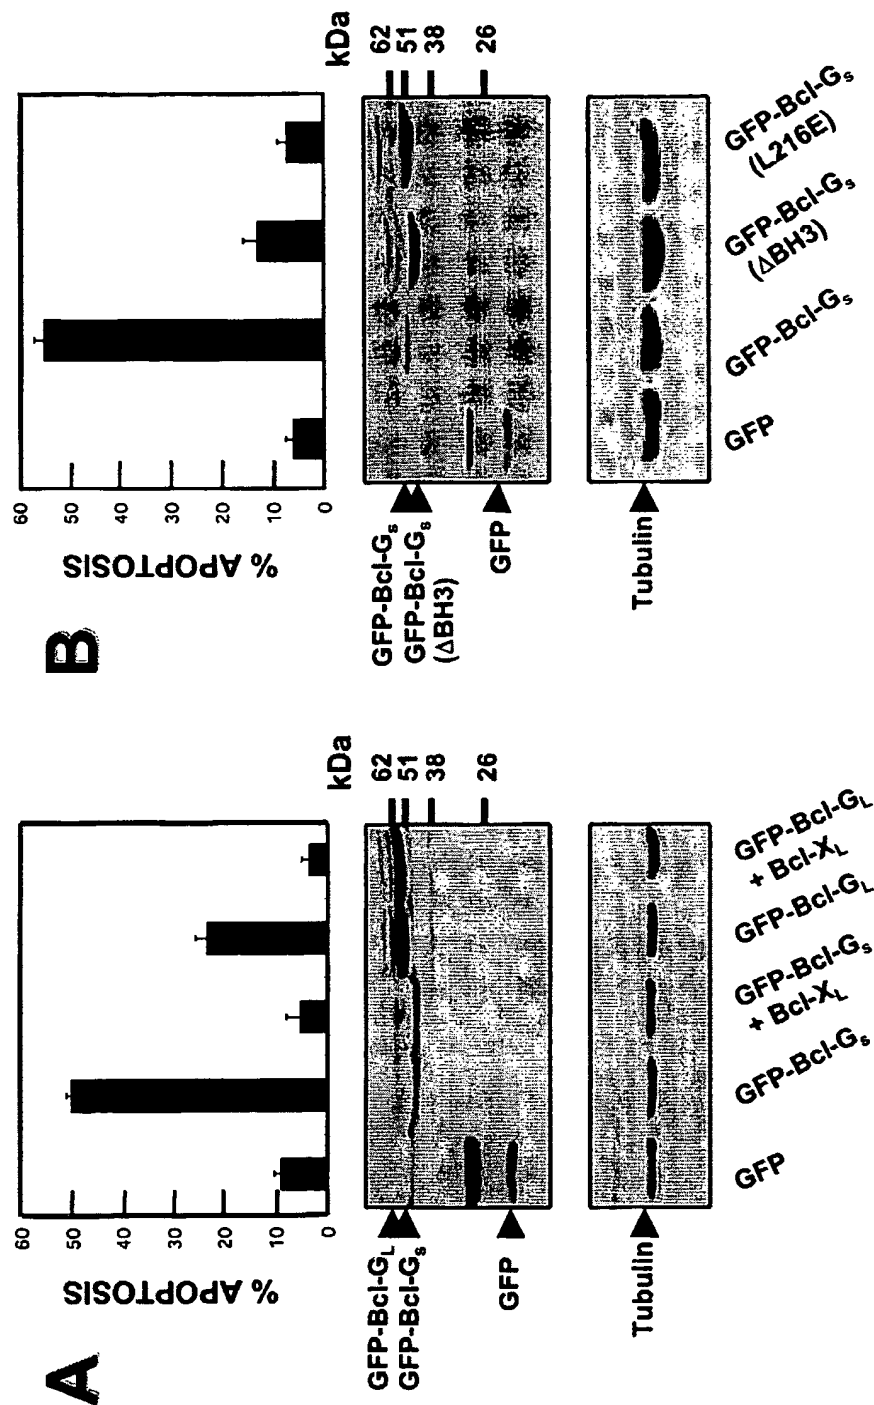 A
% APOPTOSIS
60
50
40
30
20
10
0
kDa
62
51
38
26
GFP-Bcl-GL
GFP-Bcl-Gs
GFP
Tubulin
GFP
GFP-Bcl-Gs
GFP-Bcl-Gs
+ Bcl-XL
GFP-Bcl-GL
GFP-Bcl-GL
+ Bcl-XL
B
% APOPTOSIS
60
50
40
30
20
10
0
kDa
62
51
38
26
GFP-Bcl-Gs
GFP-Bcl-Gs
(ΔBH3)
GFP
Tubulin
GFP
GFP-Bcl-Gs
GFP-Bcl-Gs
(ΔBH3)
GFP-Bcl-Gs
(L216E)